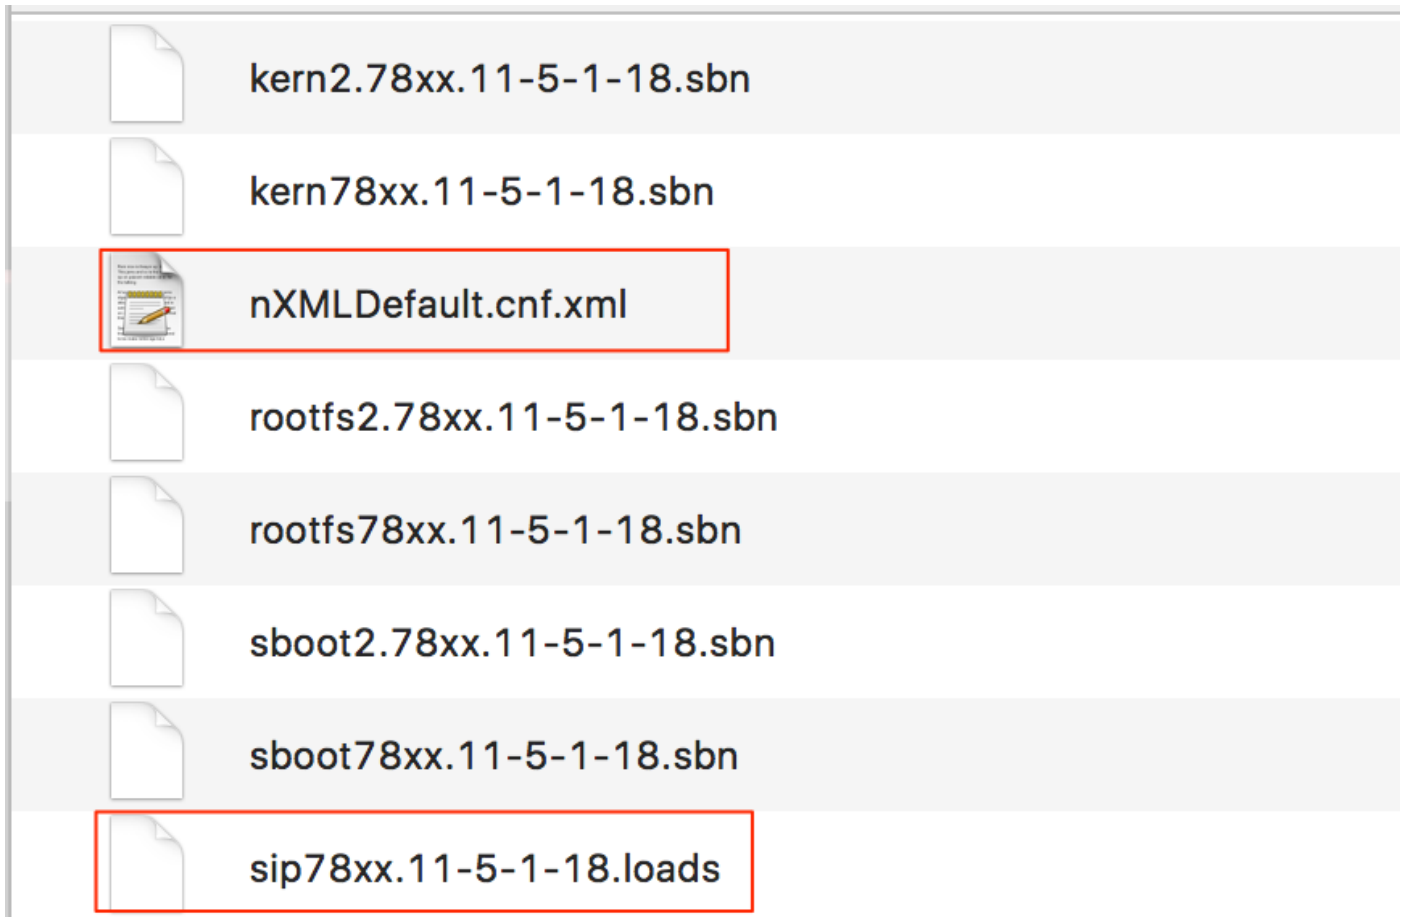 kern2.78xx.11-5-1-18.sbn
kern78xx.11-5-1-18.sbn
nXMLDefault.cnf.xml
rootfs2.78xx.11-5-1-18.sbn
rootfs78xx.11-5-1-18.sbn
sboot2.78xx.11-5-1-18.sbn
sboot78xx.11-5-1-18.sbn
sip78xx.11-5-1-18.loads